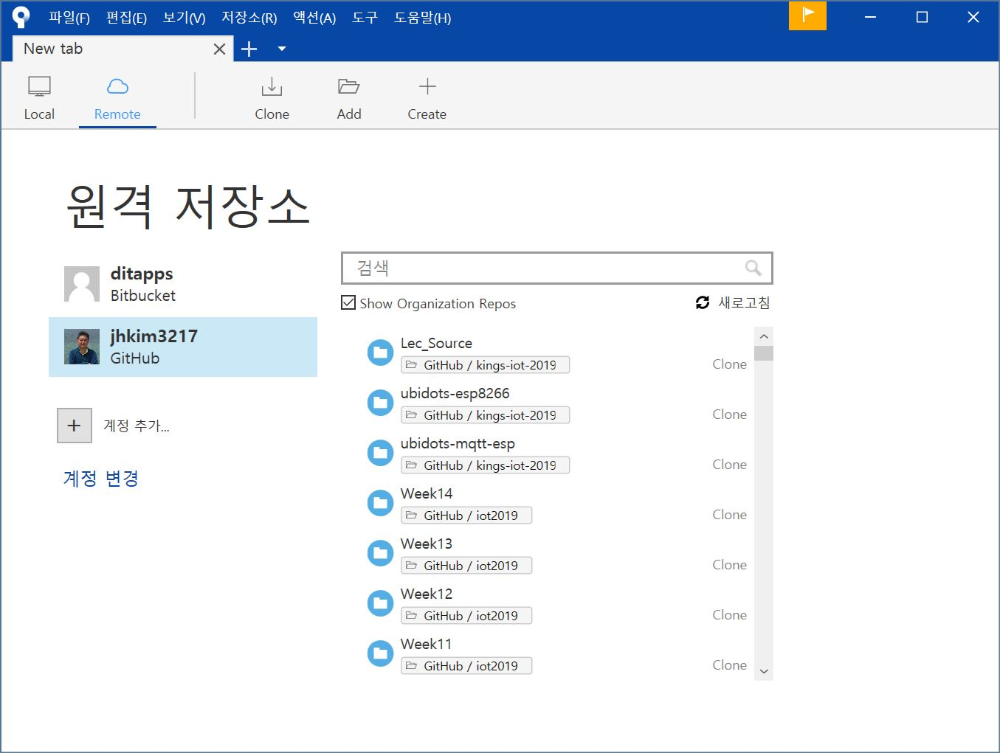 파일(F) 편집(E) 보기(V) 저장소(R) 액션(A) 도구 도움말(H)
New tab
Local Remote Clone Add Create
원격 저장소
ditapps
Bitbucket
jhkim3217
GitHub
계정 추가...
계정 변경
검색
Show Organization Repos 새로고침
Lec_Source
GitHub / kings-iot-2019 Clone
ubidots-esp8266
GitHub / kings-iot-2019 Clone
ubidots-mqtt-esp
GitHub / kings-iot-2019 Clone
Week14
GitHub / iot2019 Clone
Week13
GitHub / iot2019 Clone
Week12
GitHub / iot2019 Clone
Week11
GitHub / iot2019 Clone